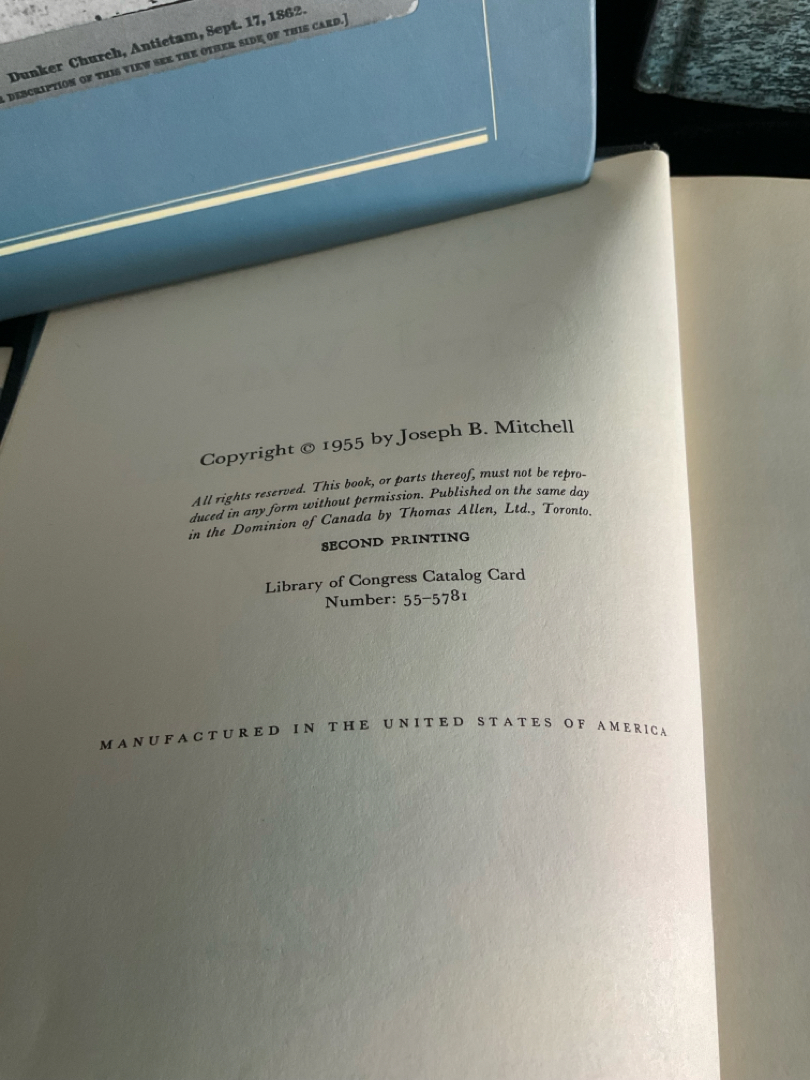 Dunker Church, Antietam, Sept. 17, 1862.
DESCRIPTION OF THIS VIEW SEE THE OTHER SIDE OF THIS CARD.]
Copyright © 1955 by Joseph B. Mitchell
All rights reserved. This book, or parts thereof, must not be repro-
duced in any form without permission. Published on the same day
in the Dominion of Canada by Thomas Allen, Ltd., Toronto.
SECOND PRINTING
Library of Congress Catalog Card
Number: 55–5781
MANUFACTURED IN THE UNITED STATES OF AMERICA